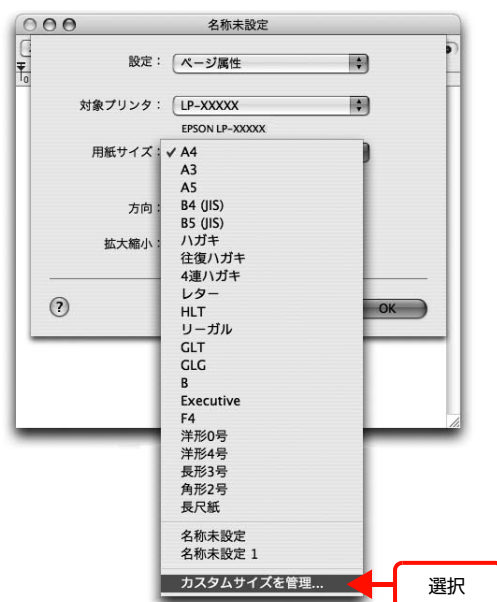 名称未設定
設定：
ページ属性
対象プリンタ：
LP-XXXXX
EPSON LP-XXXXX
用紙サイズ：
✓ A4
A3
A5
B4 (JIS)
B5 (JIS)
ハガキ
往復ハガキ
4連ハガキ
レター
HLT
リーガル
GLT
GLG
B
Executive
F4
洋形0号
洋形4号
長形3号
角形2号
長尺紙
名称未設定
名称未設定 1
カスタムサイズを管理...
方向：
拡大縮小：
?
OK
選択